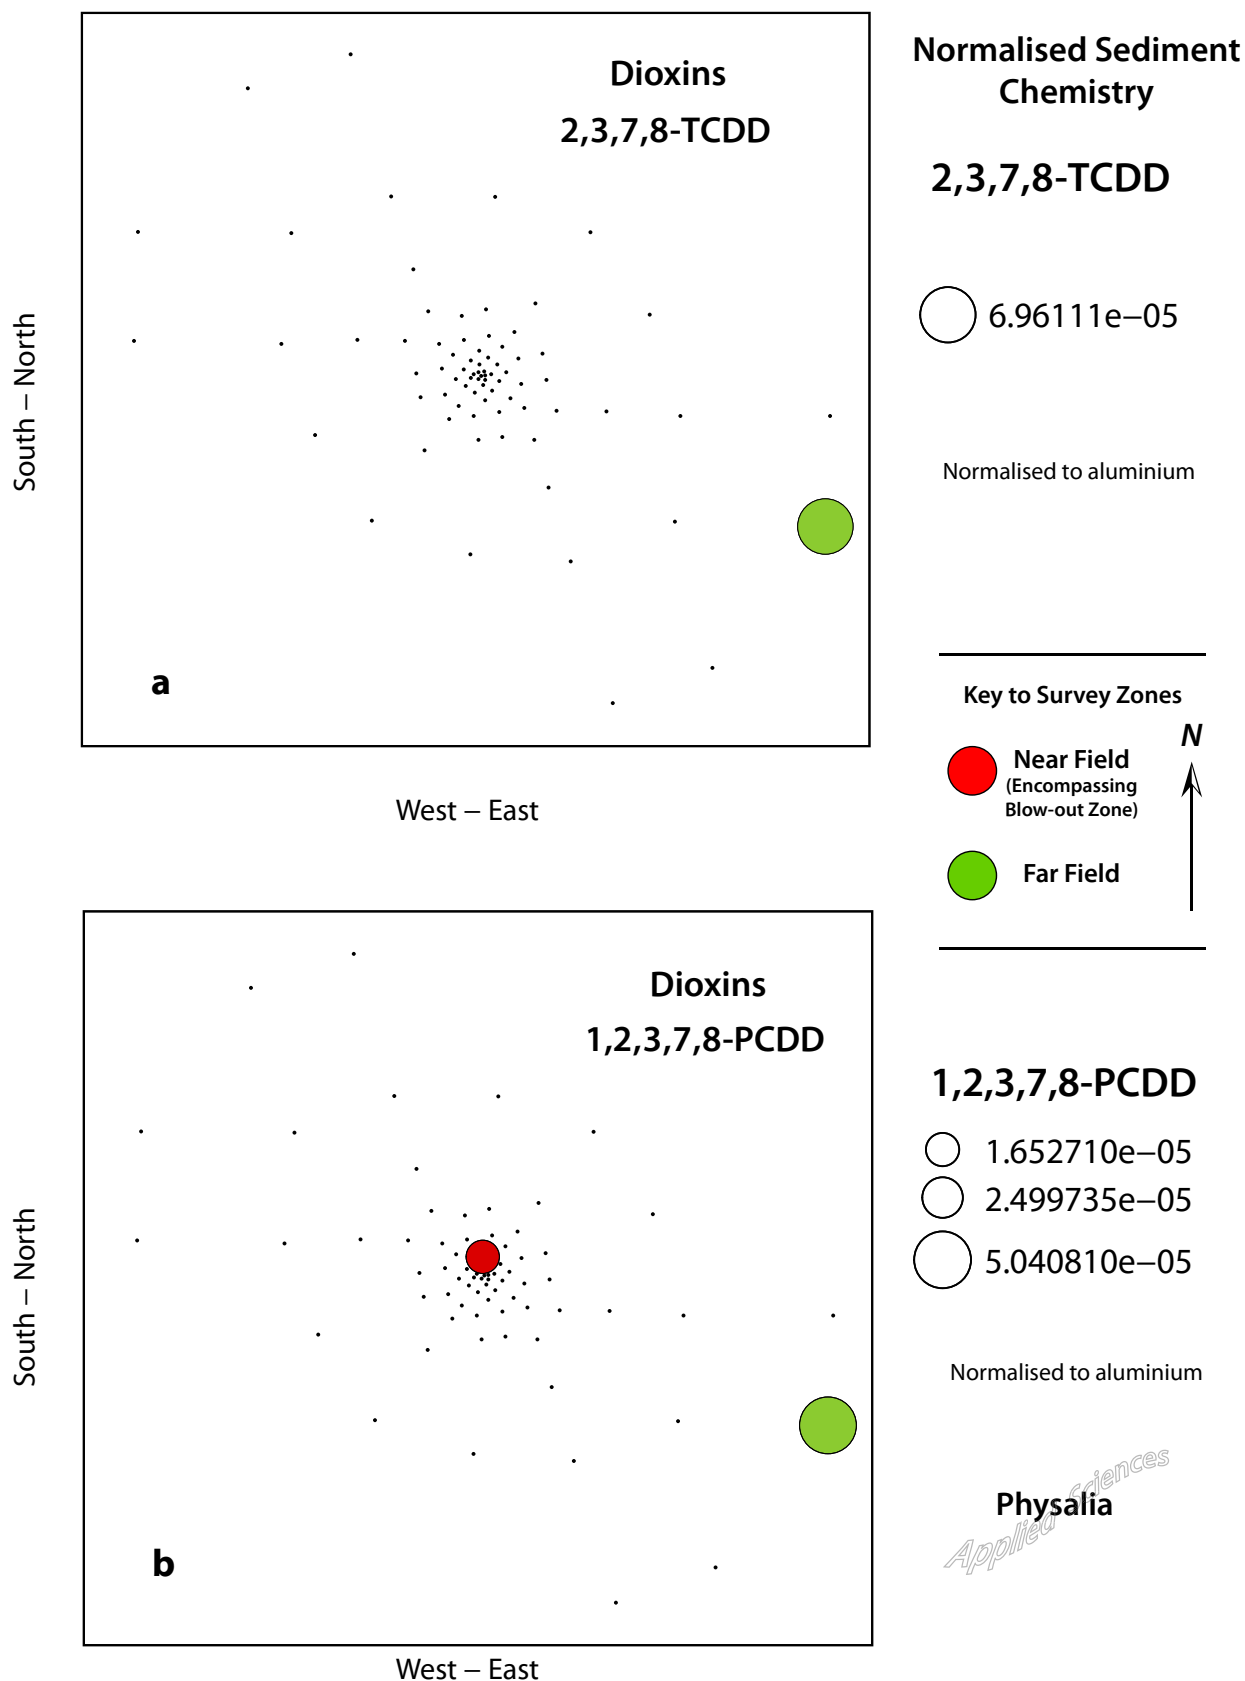 Dioxins
2,3,7,8-TCDD
South – North
a
West – East
Normalised Sediment
Chemistry
2,3,7,8-TCDD
6.96111e−05
Normalised to aluminium
Key to Survey Zones
N
Near Field
(Encompassing
Blow-out Zone)
Far Field
Dioxins
1,2,3,7,8-PCDD
South – North
b
West – East
1,2,3,7,8-PCDD
1.652710e−05
2.499735e−05
5.040810e−05
Normalised to aluminium
Physalia
Applied Sciences